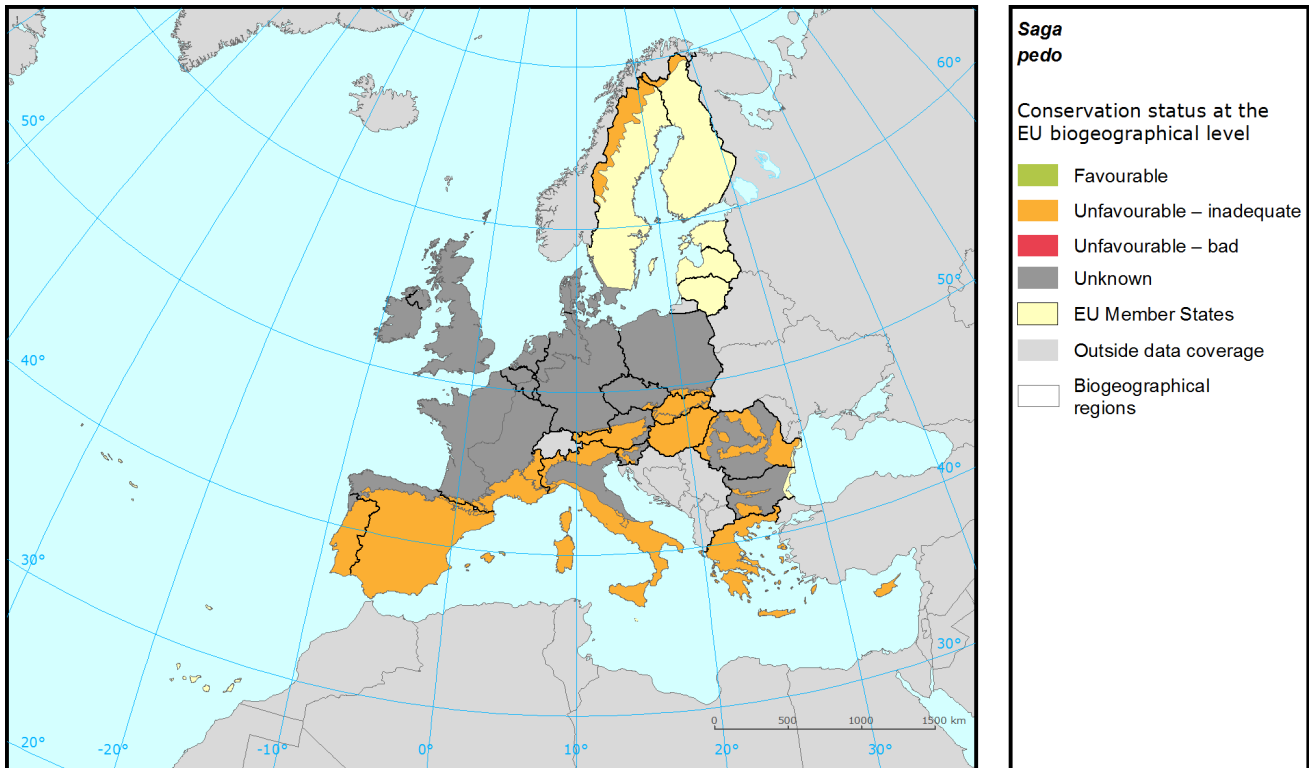 60°
50°
50°
40°
40°
30°
30°
20°
-20°
-10°
0°
10°
20°
30°
0 500 1000 1500 km
Saga
pedo
Conservation status at the
EU biogeographical level
Favourable
Unfavourable – inadequate
Unfavourable – bad
Unknown
EU Member States
Outside data coverage
Biogeographical
regions